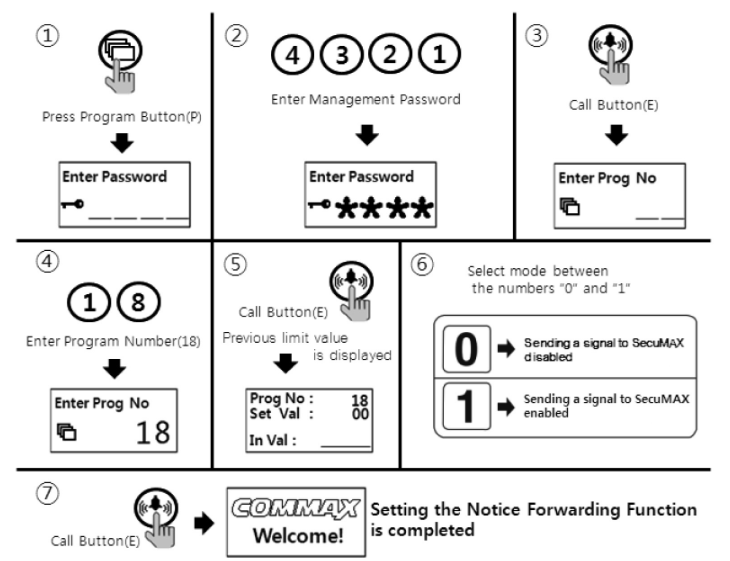 ①
Press Program Button(P)
Enter Password
②
4 3 2 1
Enter Management Password
Enter Password
③
Call Button(E)
Enter Prog No
④
1 8
Enter Program Number(18)
Enter Prog No
18
⑤
Call Button(E)
Previous limit value
is displayed
Prog No : 18
Set Val : 00
In Val :
⑥
Select mode between
the numbers "0" and "1"
0
Sending a signal to SecuMAX
disabled
1
Sending a signal to SecuMAX
enabled
⑦
Call Button(E)
COMMAX
Welcome!
Setting the Notice Forwarding Function
is completed